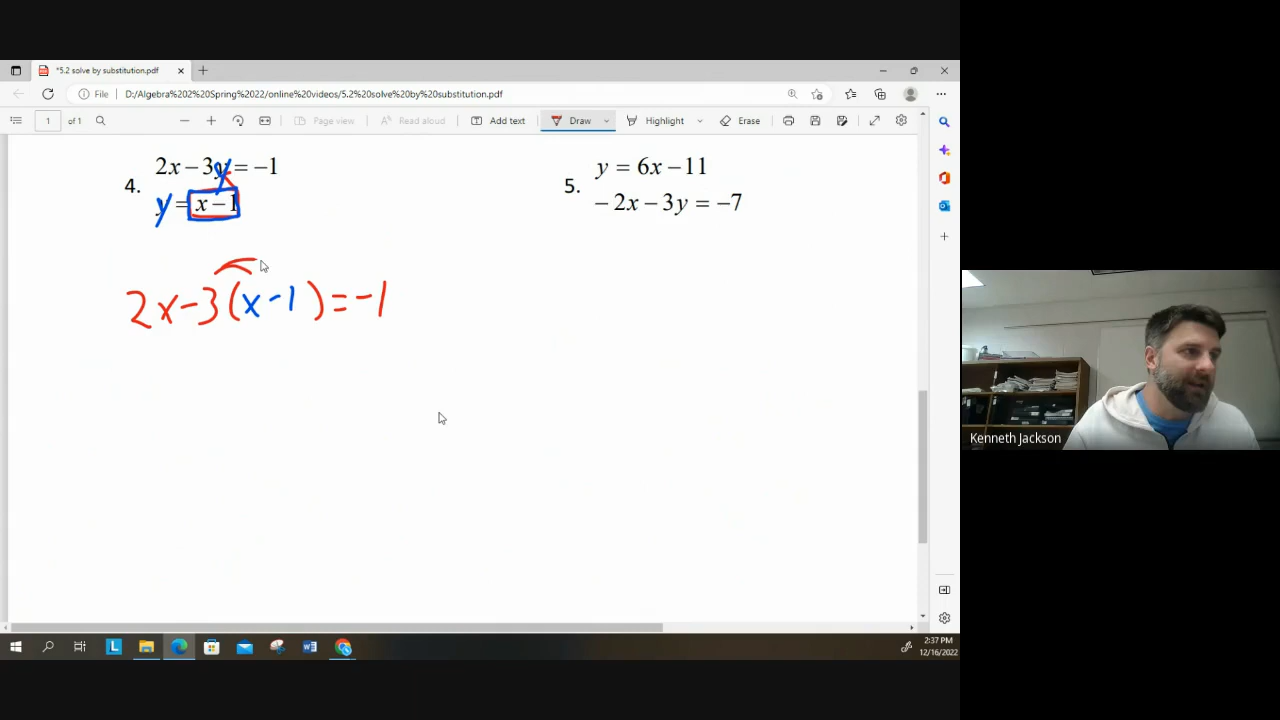 *5.2 solve by substitution.pdf
File D:/Algebra%202%20Spring%2022/online%20videos/5.2%20solve%20by%20substitution.pdf
1 of 1 Page view Read aloud Add text Draw Highlight Erase
4. 2x − 3y = −1
y = x − 1
5. y = 6x − 11
− 2x − 3y = −7
2x − 3(x − 1) = −1
Kenneth Jackson
2:37 PM
12/16/2022